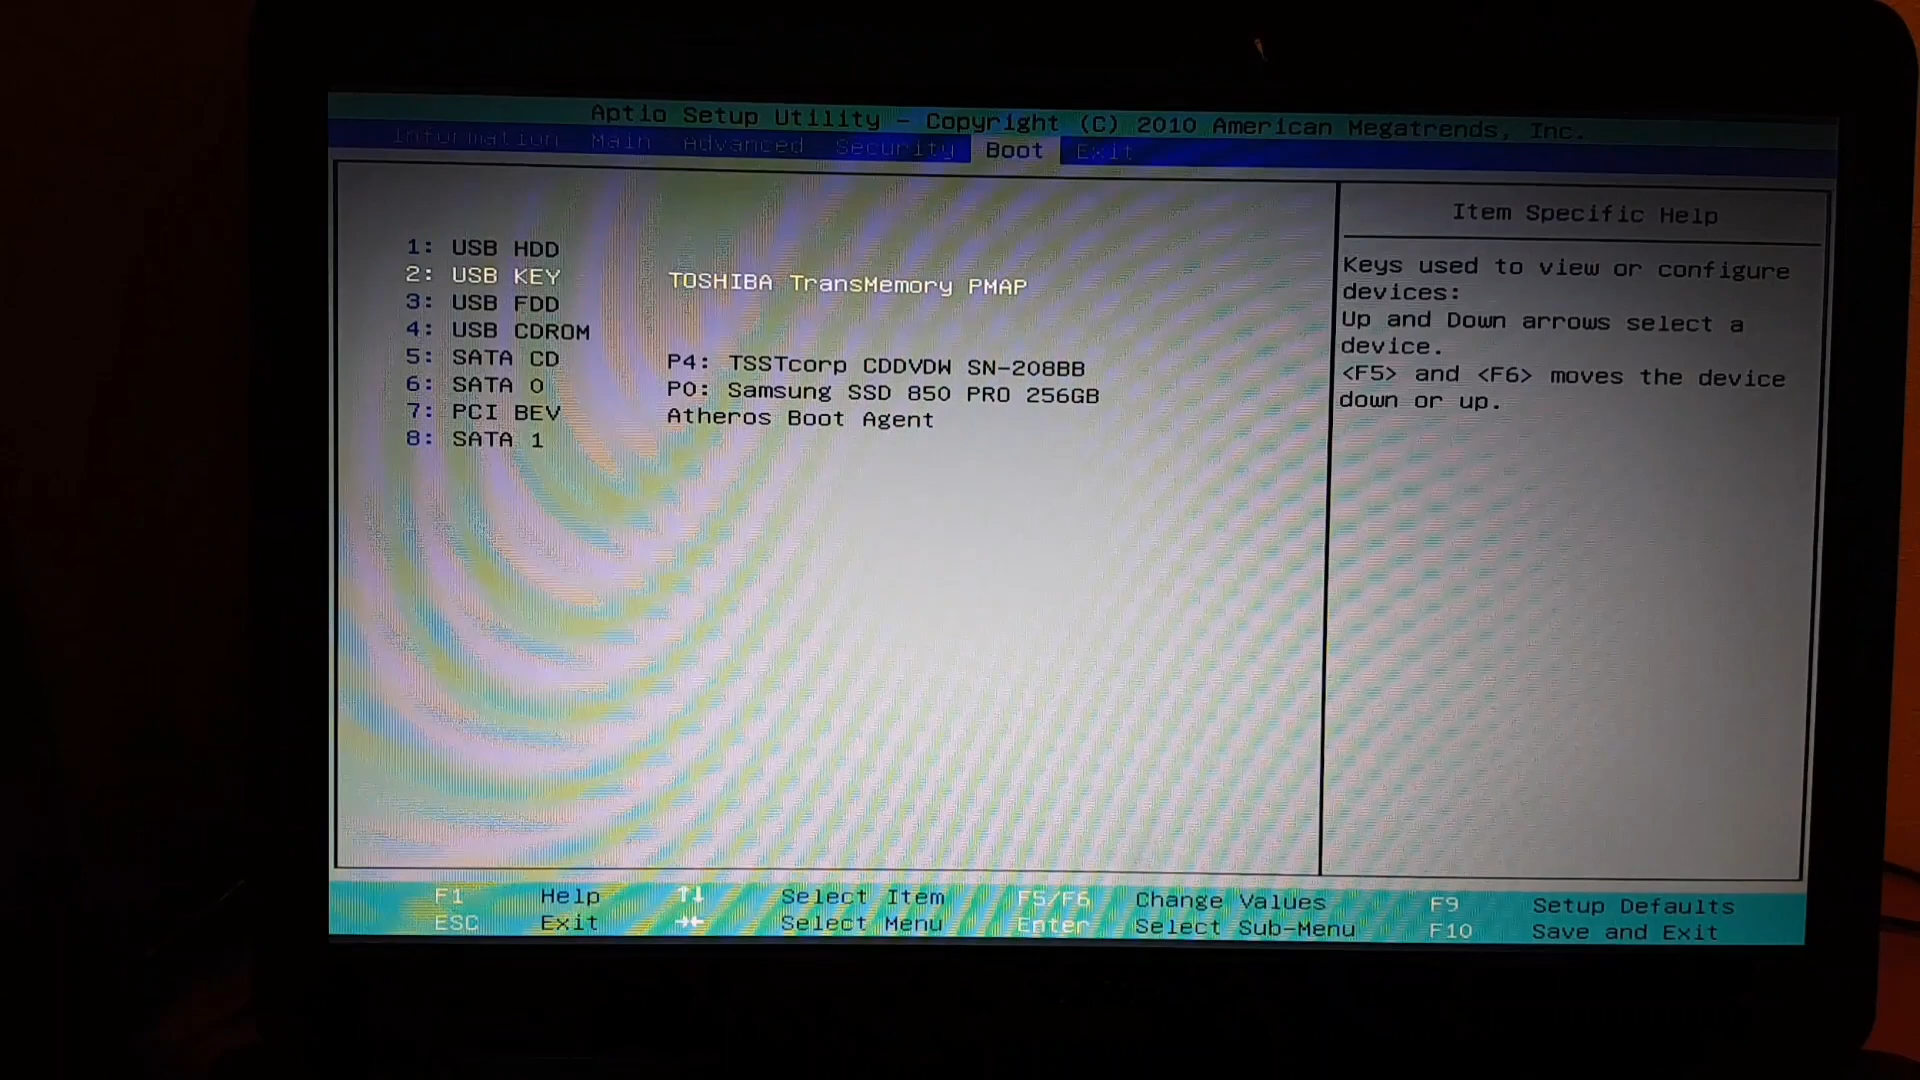 Aptio Setup Utility - Copyright (C) 2010 American Megatrends, Inc.
Information Main Advanced Security Boot Exit
Item Specific Help
1: USB HDD
2: USB KEY TOSHIBA TransMemory PMAP
3: USB FDD
4: USB CDROM
5: SATA CD P4: TSSTcorp CDDVDW SN-208BB
6: SATA 0 P0: Samsung SSD 850 PRO 256GB
7: PCI BEV Atheros Boot Agent
8: SATA 1
Keys used to view or configure
devices:
Up and Down arrows select a
device.
<F5> and <F6> moves the device
down or up.
F1 Help ↑↓ Select Item F5/F6 Change Values F9 Setup Defaults
ESC Exit →← Select Menu Enter Select Sub-Menu F10 Save and Exit